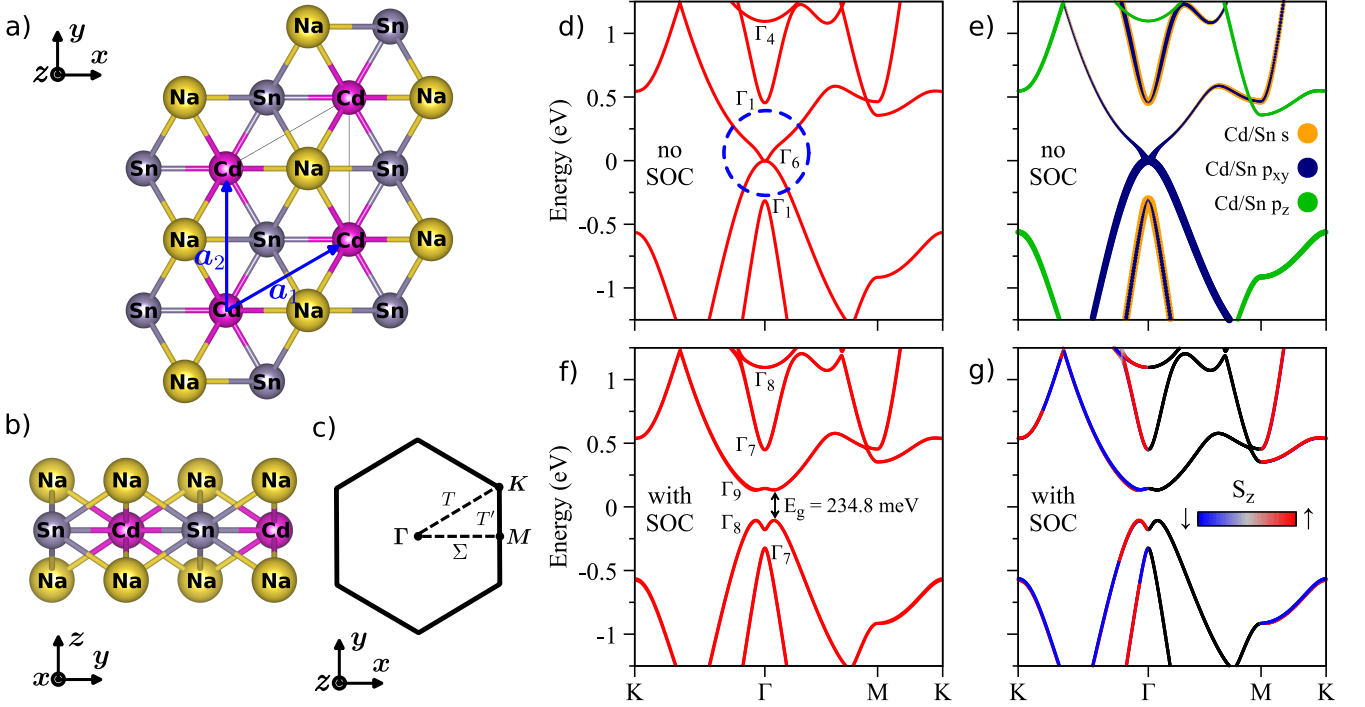 a)
y
z x
Na Sn
Na Sn Cd Na
Sn Cd Na Sn
Na Sn Cd Na
a2
a1
Sn Cd Na Sn
Na Sn
b)
Na Na Na Na
Sn Cd Sn Cd
Na Na Na Na
z
x y
c)
K
T
T'
Γ M
Σ
y
z x
d)
Energy (eV)
1
0.5
0
-0.5
-1
Γ4
Γ1
Γ6
Γ1
no
SOC
e)
no
SOC
Cd/Sn s
Cd/Sn pxy
Cd/Sn pz
f)
Energy (eV)
1
0.5
0
-0.5
-1
Γ8
Γ7
Γ9
Γ8
Γ7
with
SOC
Eg = 234.8 meV
K Γ M K
g)
with
SOC
Sz
↓ ↑
K Γ M K